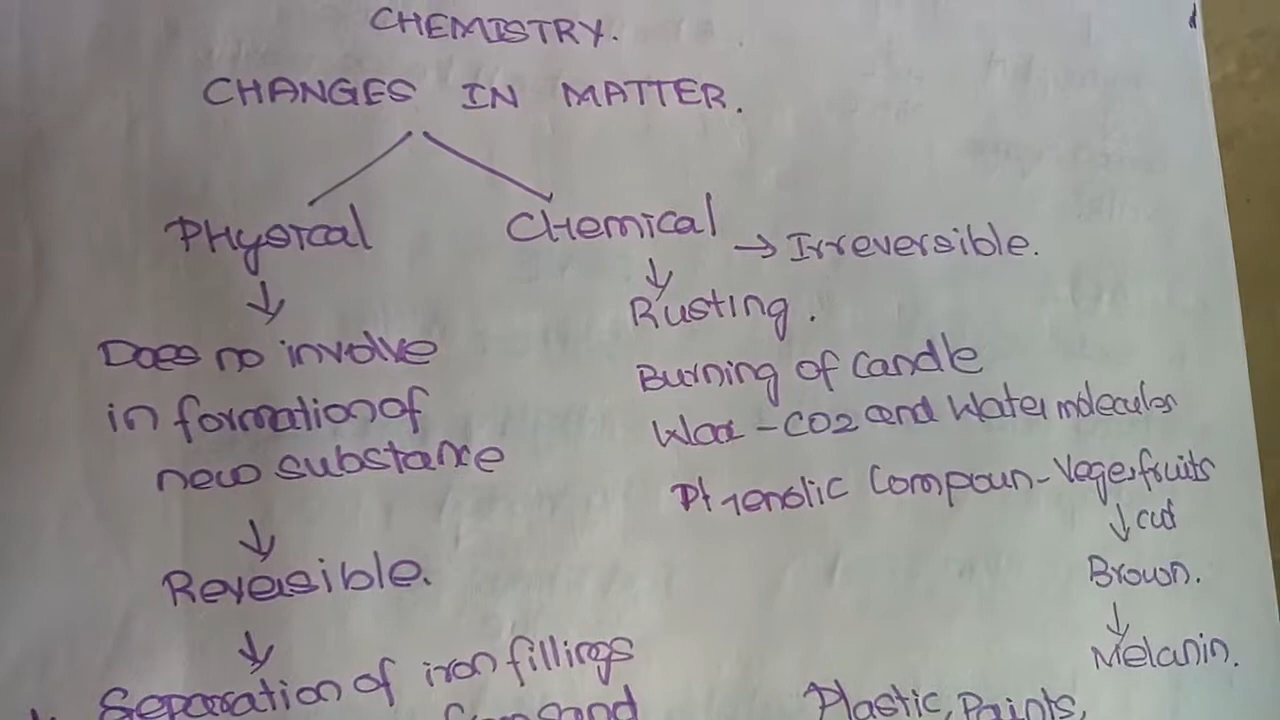 CHEMISTRY.
CHANGES IN MATTER.
Physical
Chemical → Irreversible.
↓
Does no involve
in formation of
new substance
↓
Reversible.
↓
Separation of iron fillings
from sand
↓
Rusting.
Burning of Candle
Wax - CO2 and Water molecules
Phenolic Compoun - Vege, fruits
↓ cut
Brown.
↓
Melanin.
Plastic, Paints,